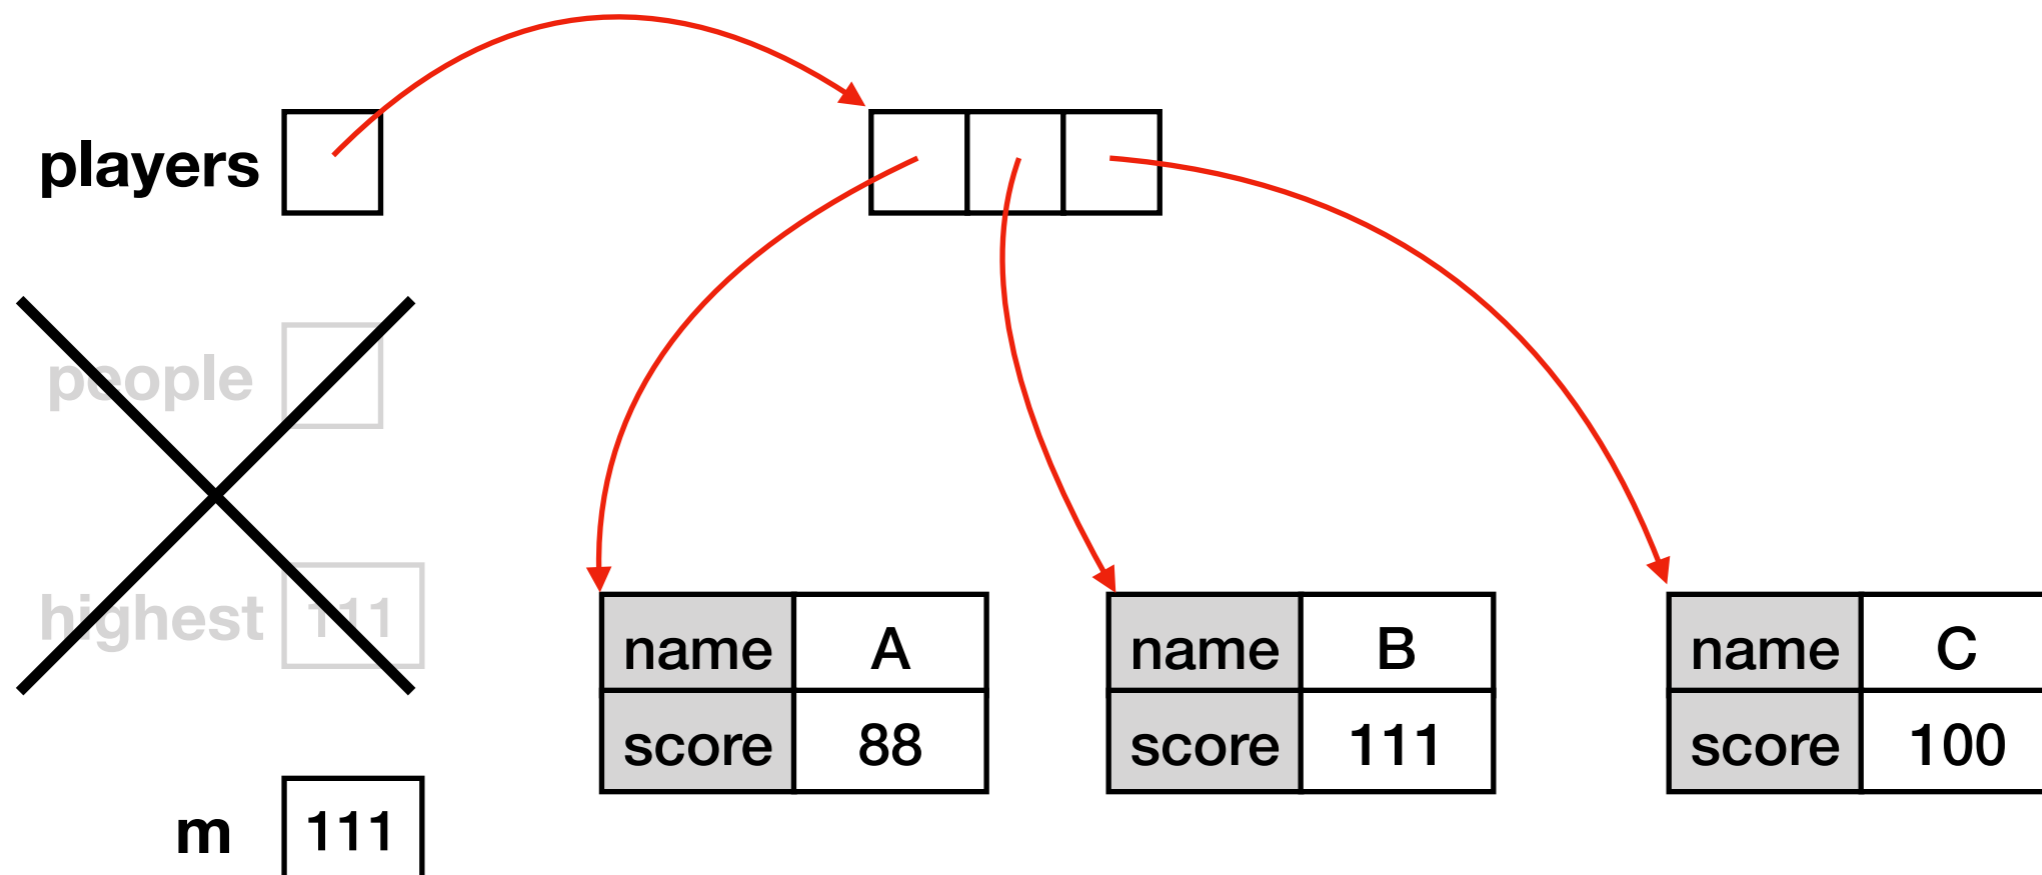 players
people
highest 111
name A
score 88
name B
score 111
name C
score 100
m 111